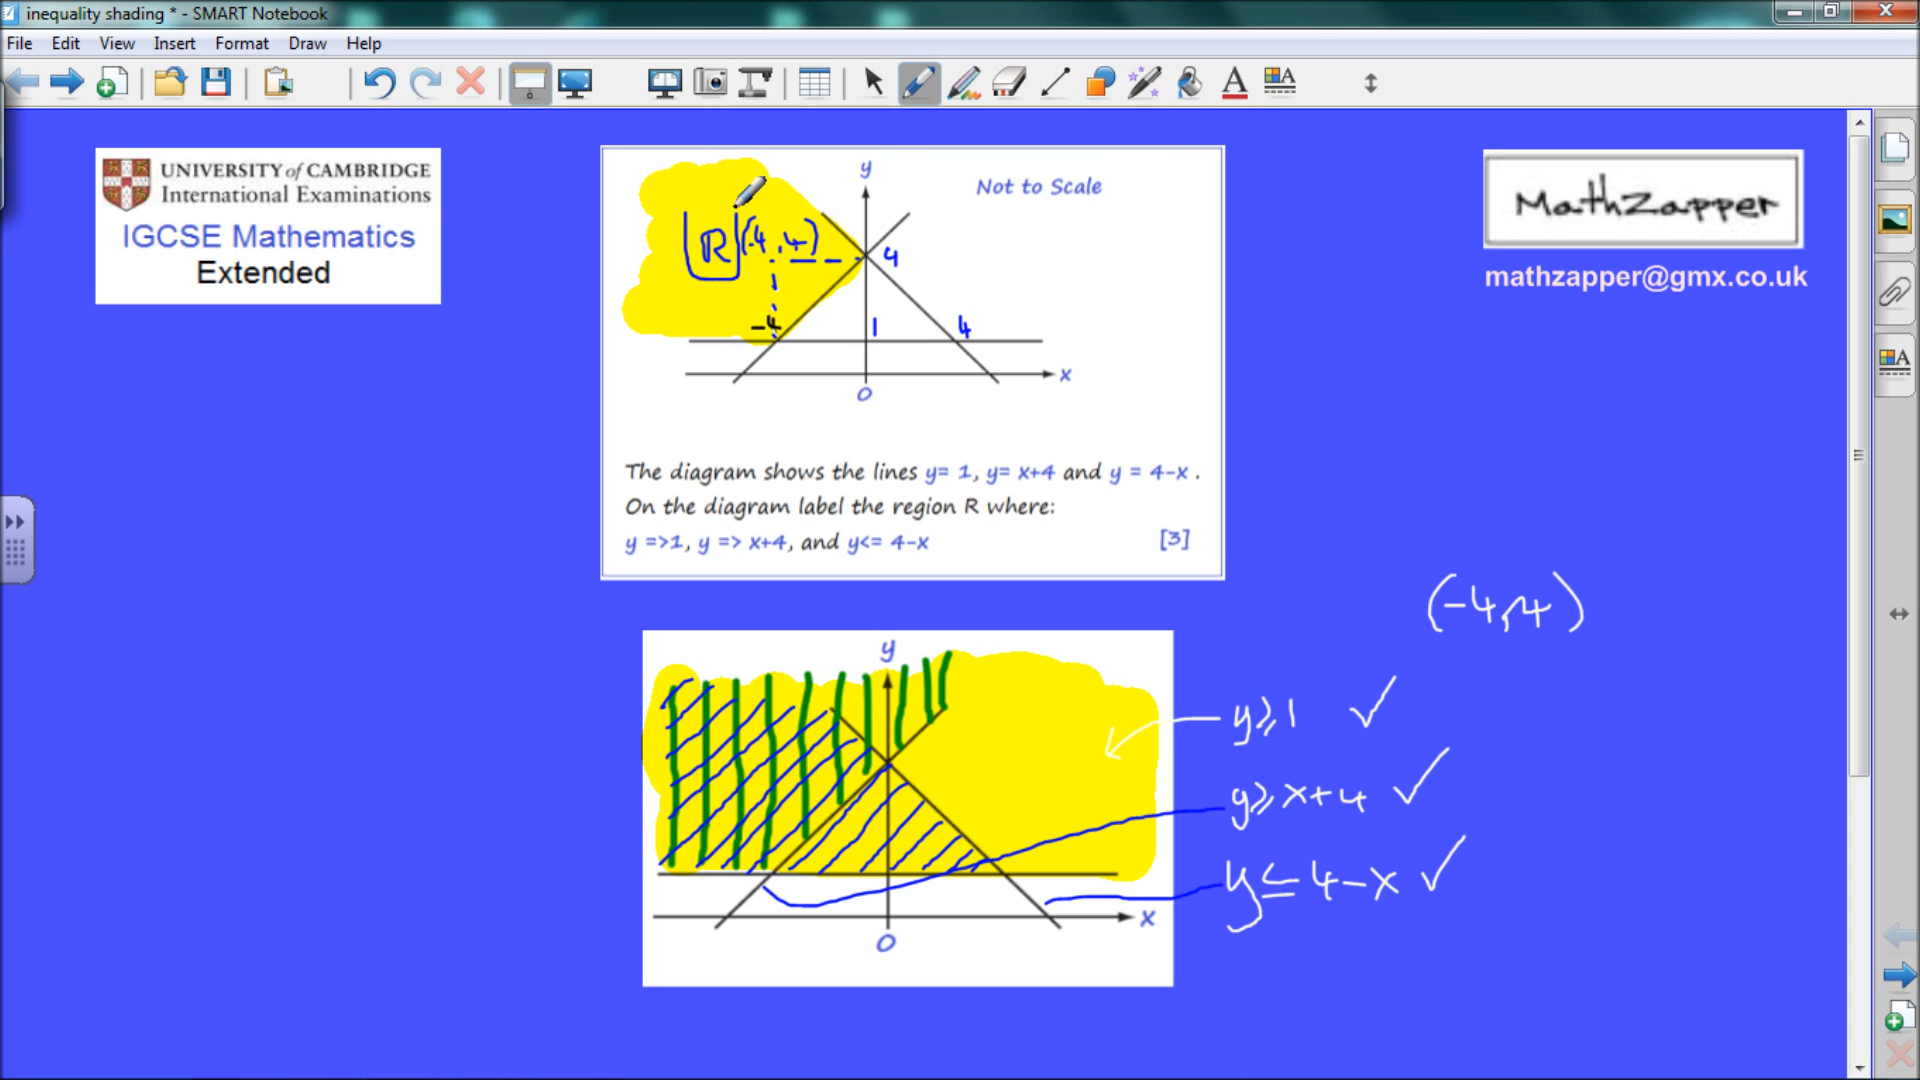 inequality shading * - SMART Notebook
File Edit View Insert Format Draw Help
UNIVERSITY of CAMBRIDGE
International Examinations
IGCSE Mathematics
Extended
y
Not to Scale
R (-4, 4)
4
-4 1 4
x
O
The diagram shows the lines y= 1, y= x+4 and y = 4-x .
On the diagram label the region R where:
y =>1, y => x+4, and y<= 4-x [3]
MathZapper
mathzapper@gmx.co.uk
(-4, 4)
y
y⩾1 ✓
y⩾x+4 ✓
y≤4-x ✓
x
O